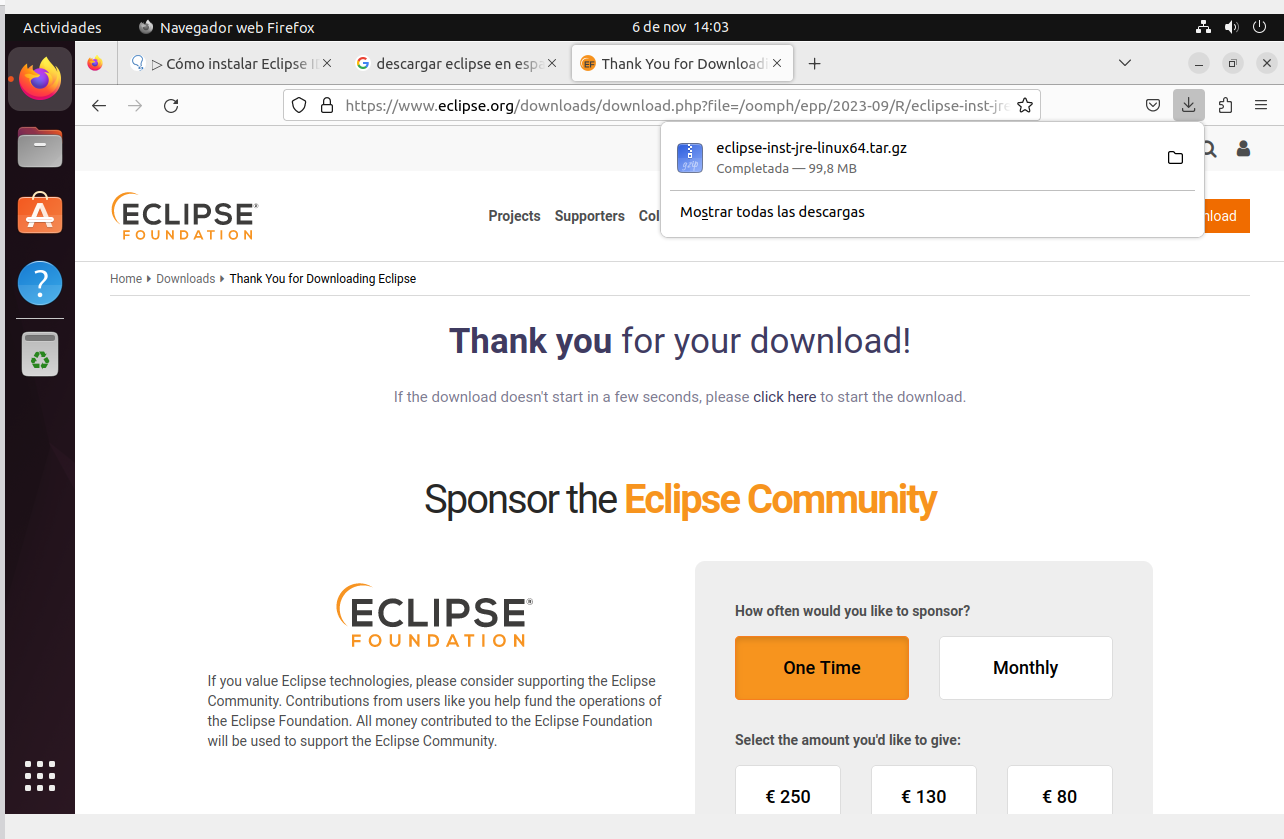 Actividades Navegador web Firefox 6 de nov 14:03
▷ Cómo instalar Eclipse descargar eclipse en espa Thank You for Downloadi
https://www.eclipse.org/downloads/download.php?file=/oomph/epp/2023-09/R/eclipse-inst-jre
eclipse-inst-jre-linux64.tar.gz
Completada — 99,8 MB
Mostrar todas las descargas
ECLIPSE®
FOUNDATION
Projects Supporters Col nload
Home Downloads Thank You for Downloading Eclipse
Thank you for your download!
If the download doesn't start in a few seconds, please click here to start the download.
Sponsor the Eclipse Community
ECLIPSE®
FOUNDATION
If you value Eclipse technologies, please consider supporting the Eclipse
Community. Contributions from users like you help fund the operations of
the Eclipse Foundation. All money contributed to the Eclipse Foundation
will be used to support the Eclipse Community.
How often would you like to sponsor?
One Time Monthly
Select the amount you'd like to give:
€ 250 € 130 € 80